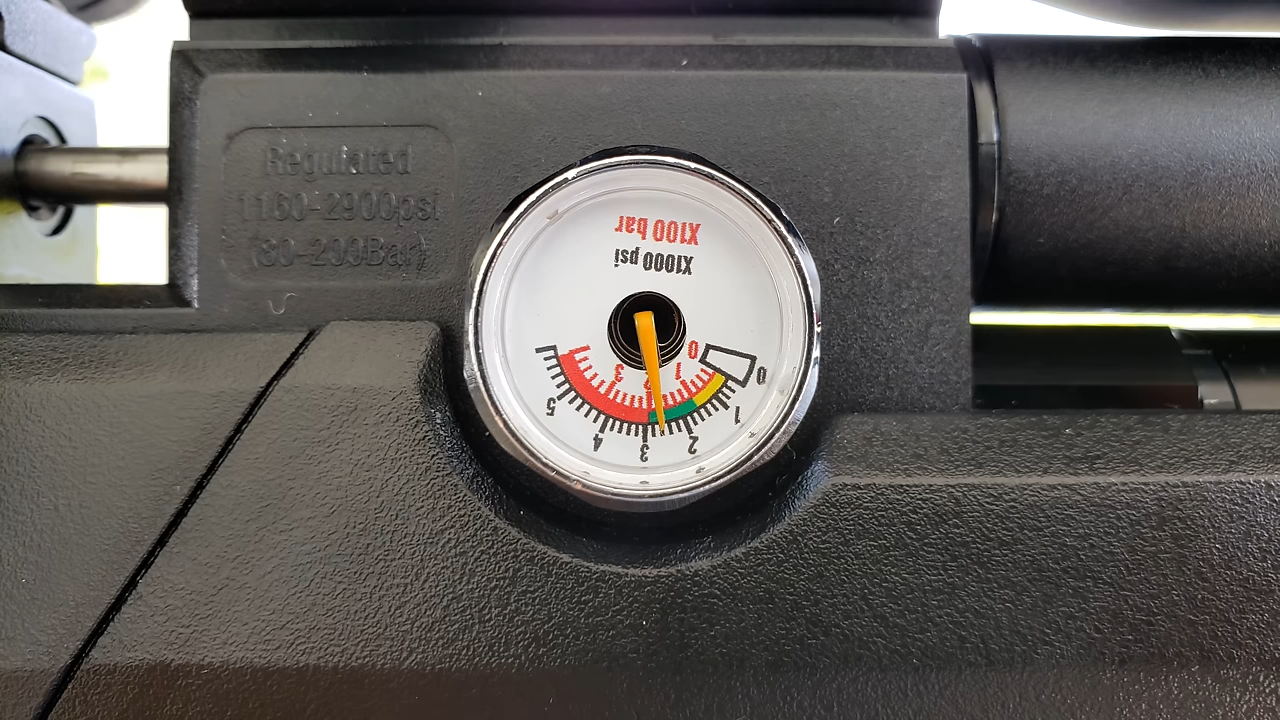 Regulated
1160-2900psi
(80-200Bar)
X100 bar
X1000 psi
0 1 2 3
0 1 2 3 4 5